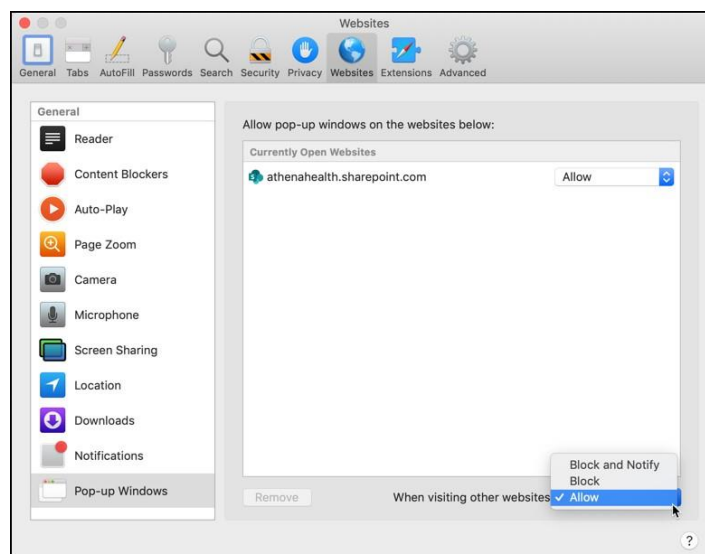 Websites
General Tabs AutoFill Passwords Search Security Privacy Websites Extensions Advanced
General
Reader
Content Blockers
Auto-Play
Page Zoom
Camera
Microphone
Screen Sharing
Location
Downloads
Notifications
Pop-up Windows
Allow pop-up windows on the websites below:
Currently Open Websites
athenahealth.sharepoint.com Allow
Block and Notify
Block
Remove When visiting other websites ✓ Allow
?